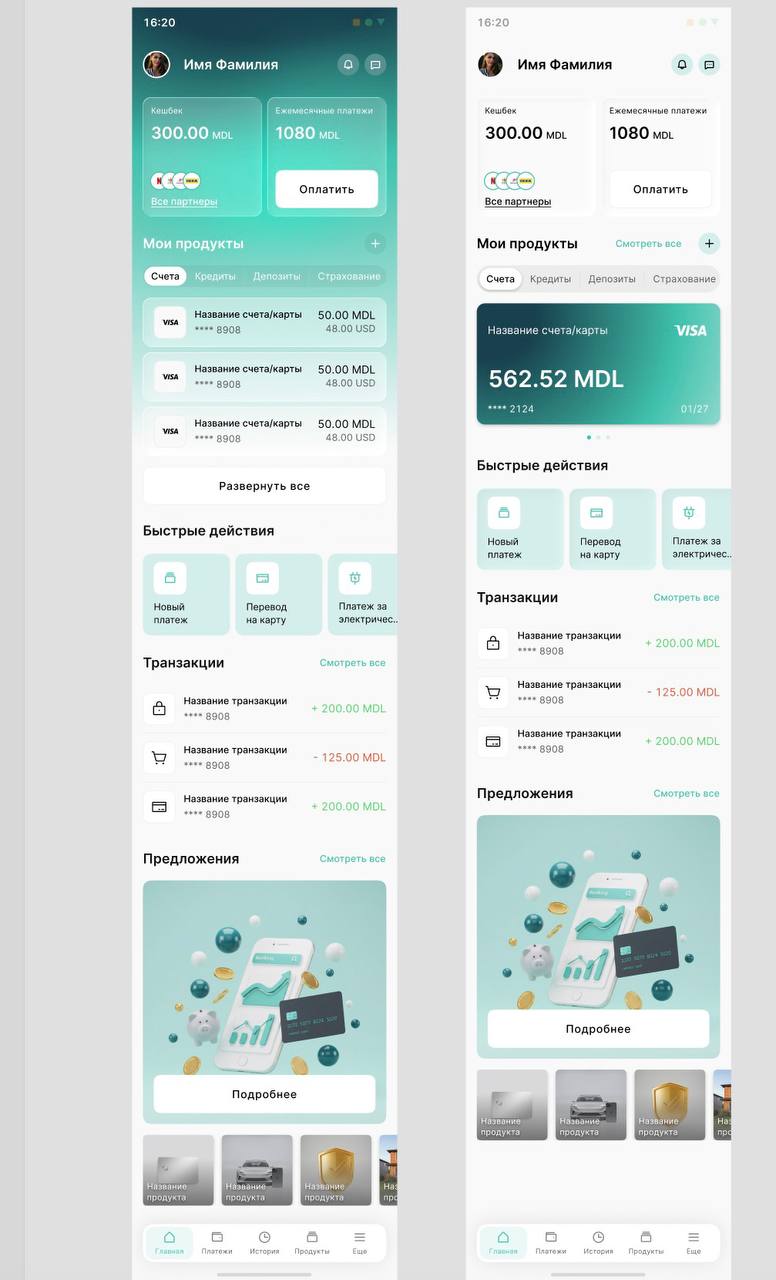 16:20
Имя Фамилия
Кешбек
300.00 MDL
Все партнеры
Ежемесячные платежи
1080 MDL
Оплатить
Мои продукты
Счета Кредиты Депозиты Страхование
VISA
Название счета/карты 50.00 MDL
**** 8908 48.00 USD
VISA
Название счета/карты 50.00 MDL
**** 8908 48.00 USD
VISA
Название счета/карты 50.00 MDL
**** 8908 48.00 USD
Развернуть все
Быстрые действия
Новый
платеж
Перевод
на карту
Платеж за
электричес..
Транзакции Смотреть все
Название транзакции + 200.00 MDL
**** 8908
Название транзакции - 125.00 MDL
**** 8908
Название транзакции + 200.00 MDL
**** 8908
Предложения Смотреть все
Подробнее
Название
продукта
Название
продукта
Название
продукта
Назва
проду
Главная Платежи История Продукты Еще
16:20
Имя Фамилия
Кешбек
300.00 MDL
Все партнеры
Ежемесячные платежи
1080 MDL
Оплатить
Мои продукты Смотреть все
Счета Кредиты Депозиты Страхование
Название счета/карты VISA
562.52 MDL
**** 2124 01/27
Быстрые действия
Новый
платеж
Перевод
на карту
Платеж за
электричес..
Транзакции Смотреть все
Название транзакции + 200.00 MDL
**** 8908
Название транзакции - 125.00 MDL
**** 8908
Название транзакции + 200.00 MDL
**** 8908
Предложения Смотреть все
Подробнее
Название
продукта
Название
продукта
Название
продукта
Наз
про
Главная Платежи История Продукты Еще